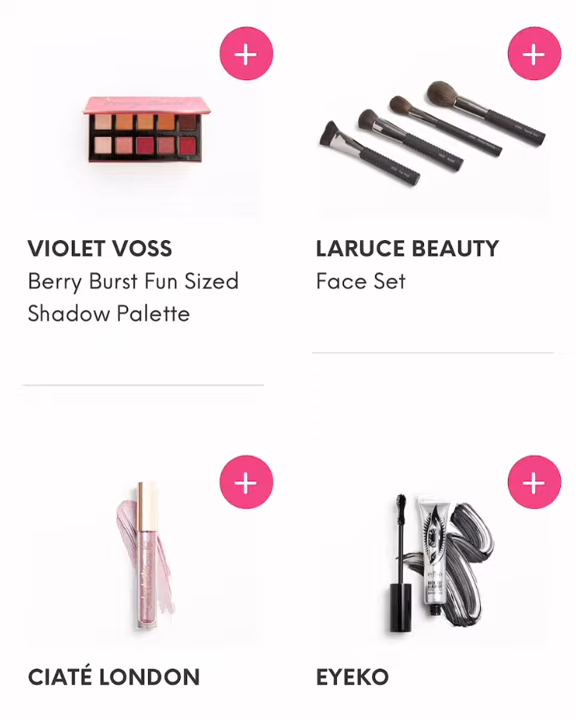 VIOLET VOSS
Berry Burst Fun Sized
Shadow Palette
LARUCE BEAUTY
Face Set
CIATÉ LONDON
EYEKO